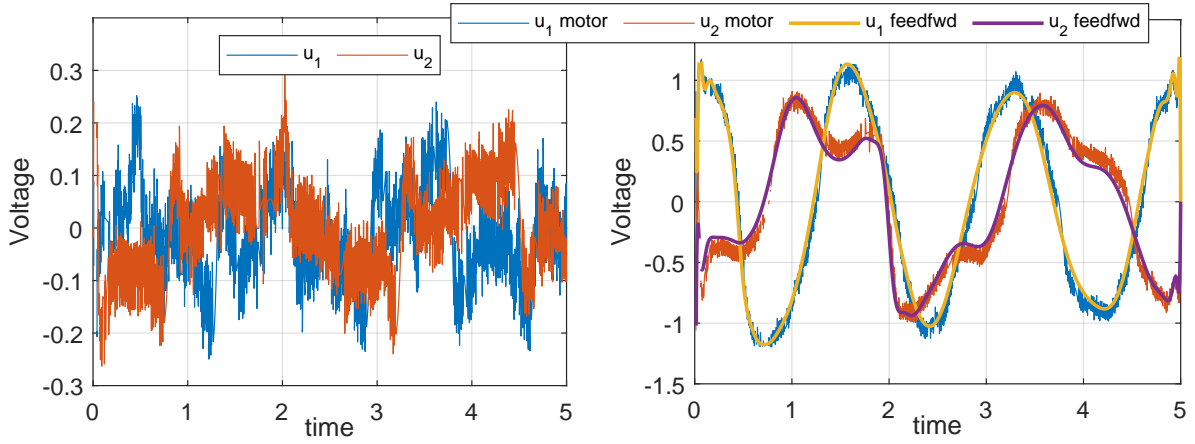 u1 motor u2 motor u1 feedfwd u2 feedfwd
u1 u2
0.3
0.2
0.1
0
-0.1
-0.2
-0.3
Voltage
0 1 2 3 4 5
time
1
0.5
0
-0.5
-1
-1.5
Voltage
0 1 2 3 4 5
time